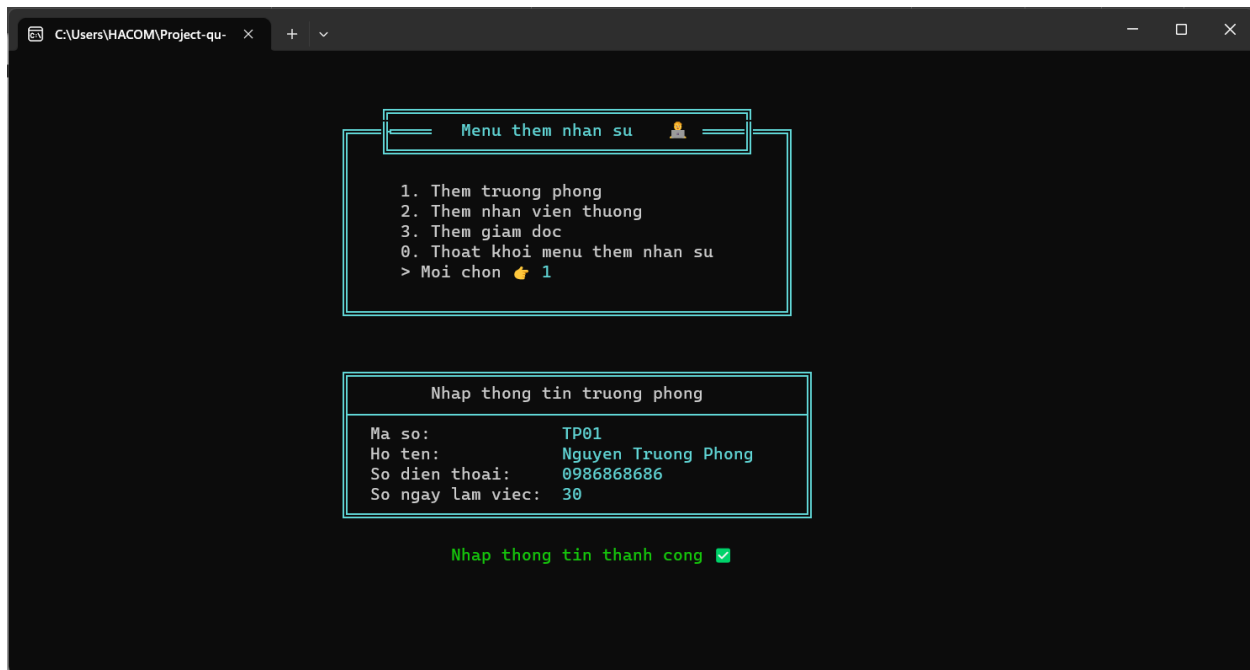 C:\Users\HACOM\Project-qu-
Menu them nhan su
1. Them truong phong
2. Them nhan vien thuong
3. Them giam doc
0. Thoat khoi menu them nhan su
> Moi chon 👉 1
Nhap thong tin truong phong
Ma so: TP01
Ho ten: Nguyen Truong Phong
So dien thoai: 0986868686
So ngay lam viec: 30
Nhap thong tin thanh cong ✅